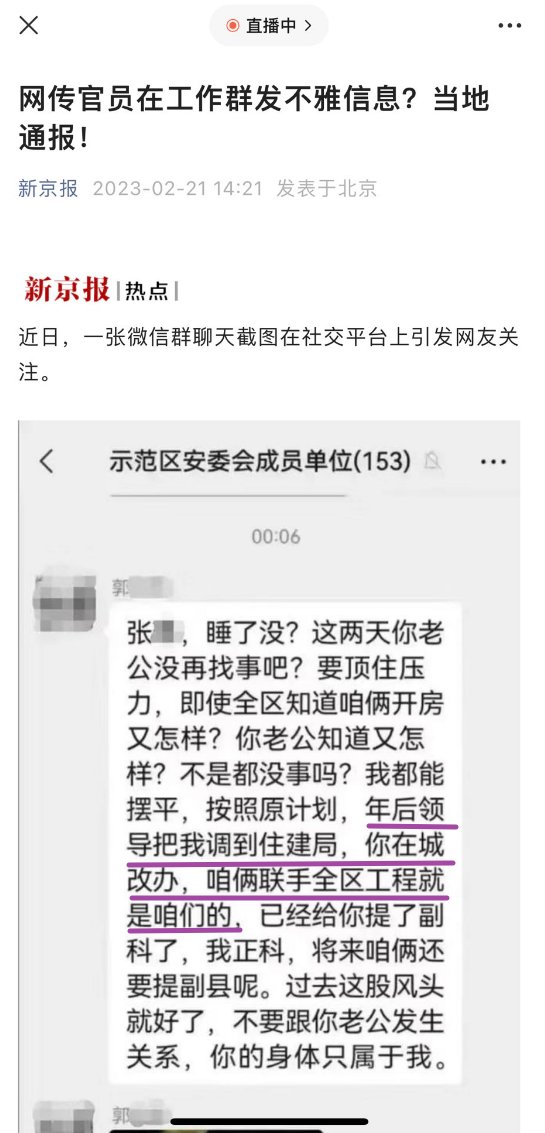 直播中
网传官员在工作群发不雅信息？当地
通报！
新京报 2023-02-21 14:21 发表于北京
新京报|热点|
近日，一张微信群聊天截图在社交平台上引发网友关
注。
示范区安委会成员单位(153)
00:06
郭
张，睡了没？这两天你老
公没再找事吧？要顶住压
力，即使全区知道咱俩开房
又怎样？你老公知道又怎
样？不是都没事吗？我都能
摆平，按照原计划，年后领
导把我调到住建局，你在城
改办，咱俩联手全区工程就
是咱们的，已经给你提了副
科了，我正科，将来咱俩还
要提副县呢。过去这股风头
就好了，不要跟你老公发生
关系，你的身体只属于我。
郭